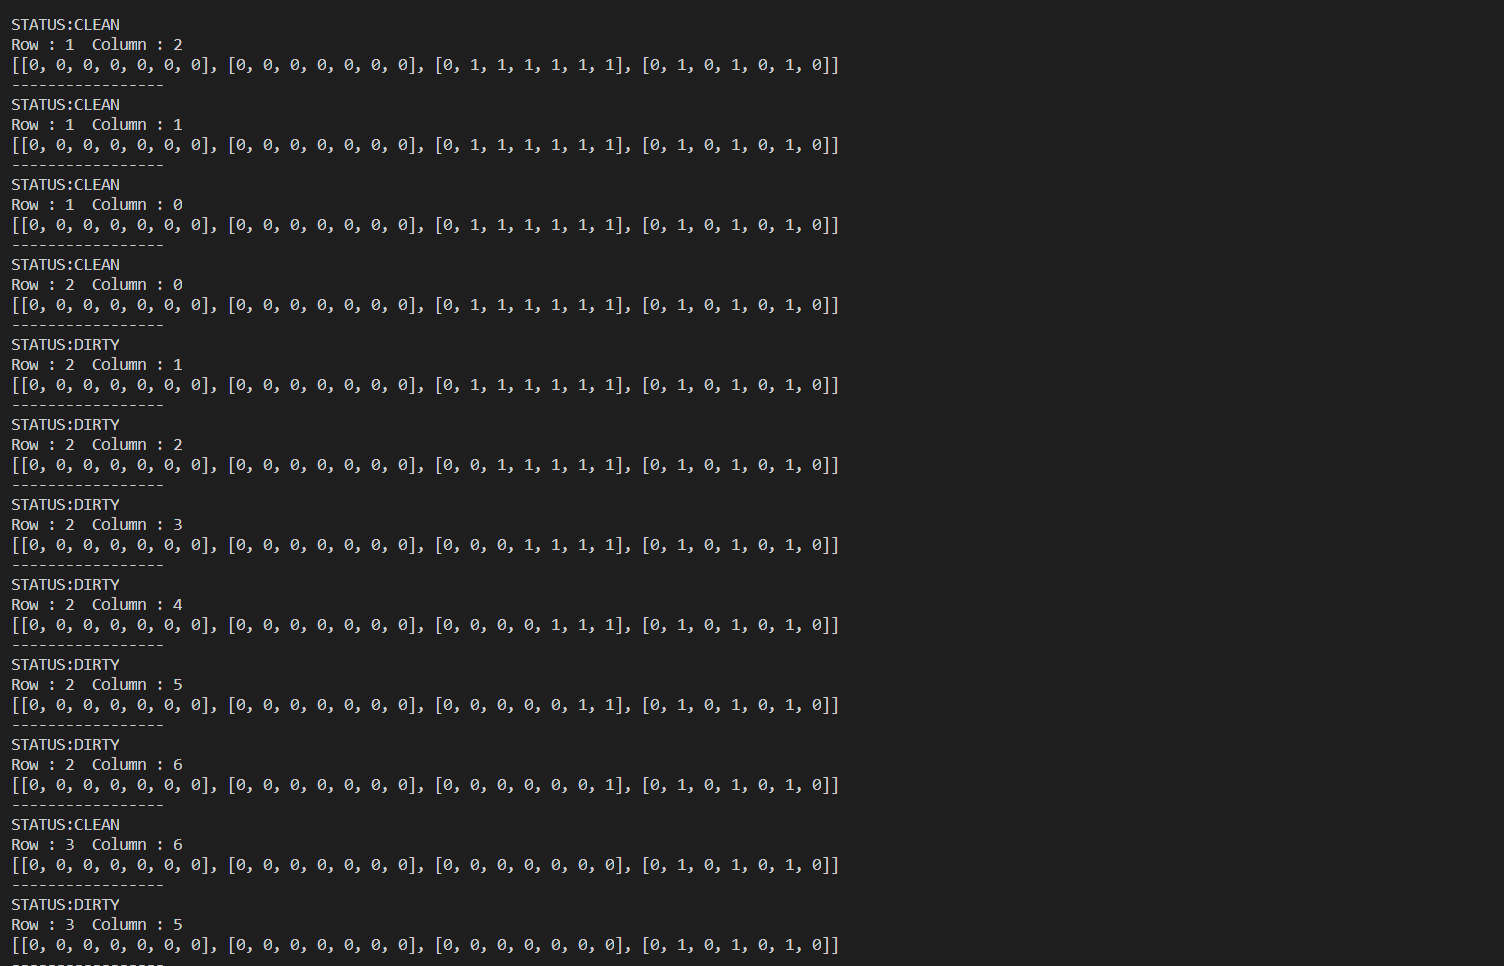 STATUS:CLEAN
Row : 1  Column : 2
[[0, 0, 0, 0, 0, 0, 0], [0, 0, 0, 0, 0, 0, 0], [0, 1, 1, 1, 1, 1, 1], [0, 1, 0, 1, 0, 1, 0]]
-----------------
STATUS:CLEAN
Row : 1  Column : 1
[[0, 0, 0, 0, 0, 0, 0], [0, 0, 0, 0, 0, 0, 0], [0, 1, 1, 1, 1, 1, 1], [0, 1, 0, 1, 0, 1, 0]]
-----------------
STATUS:CLEAN
Row : 1  Column : 0
[[0, 0, 0, 0, 0, 0, 0], [0, 0, 0, 0, 0, 0, 0], [0, 1, 1, 1, 1, 1, 1], [0, 1, 0, 1, 0, 1, 0]]
-----------------
STATUS:CLEAN
Row : 2  Column : 0
[[0, 0, 0, 0, 0, 0, 0], [0, 0, 0, 0, 0, 0, 0], [0, 1, 1, 1, 1, 1, 1], [0, 1, 0, 1, 0, 1, 0]]
-----------------
STATUS:DIRTY
Row : 2  Column : 1
[[0, 0, 0, 0, 0, 0, 0], [0, 0, 0, 0, 0, 0, 0], [0, 1, 1, 1, 1, 1, 1], [0, 1, 0, 1, 0, 1, 0]]
-----------------
STATUS:DIRTY
Row : 2  Column : 2
[[0, 0, 0, 0, 0, 0, 0], [0, 0, 0, 0, 0, 0, 0], [0, 0, 1, 1, 1, 1, 1], [0, 1, 0, 1, 0, 1, 0]]
-----------------
STATUS:DIRTY
Row : 2  Column : 3
[[0, 0, 0, 0, 0, 0, 0], [0, 0, 0, 0, 0, 0, 0], [0, 0, 0, 1, 1, 1, 1], [0, 1, 0, 1, 0, 1, 0]]
-----------------
STATUS:DIRTY
Row : 2  Column : 4
[[0, 0, 0, 0, 0, 0, 0], [0, 0, 0, 0, 0, 0, 0], [0, 0, 0, 0, 1, 1, 1], [0, 1, 0, 1, 0, 1, 0]]
-----------------
STATUS:DIRTY
Row : 2  Column : 5
[[0, 0, 0, 0, 0, 0, 0], [0, 0, 0, 0, 0, 0, 0], [0, 0, 0, 0, 0, 1, 1], [0, 1, 0, 1, 0, 1, 0]]
-----------------
STATUS:DIRTY
Row : 2  Column : 6
[[0, 0, 0, 0, 0, 0, 0], [0, 0, 0, 0, 0, 0, 0], [0, 0, 0, 0, 0, 0, 1], [0, 1, 0, 1, 0, 1, 0]]
-----------------
STATUS:CLEAN
Row : 3  Column : 6
[[0, 0, 0, 0, 0, 0, 0], [0, 0, 0, 0, 0, 0, 0], [0, 0, 0, 0, 0, 0, 0], [0, 1, 0, 1, 0, 1, 0]]
-----------------
STATUS:DIRTY
Row : 3  Column : 5
[[0, 0, 0, 0, 0, 0, 0], [0, 0, 0, 0, 0, 0, 0], [0, 0, 0, 0, 0, 0, 0], [0, 1, 0, 1, 0, 1, 0]]
-----------------